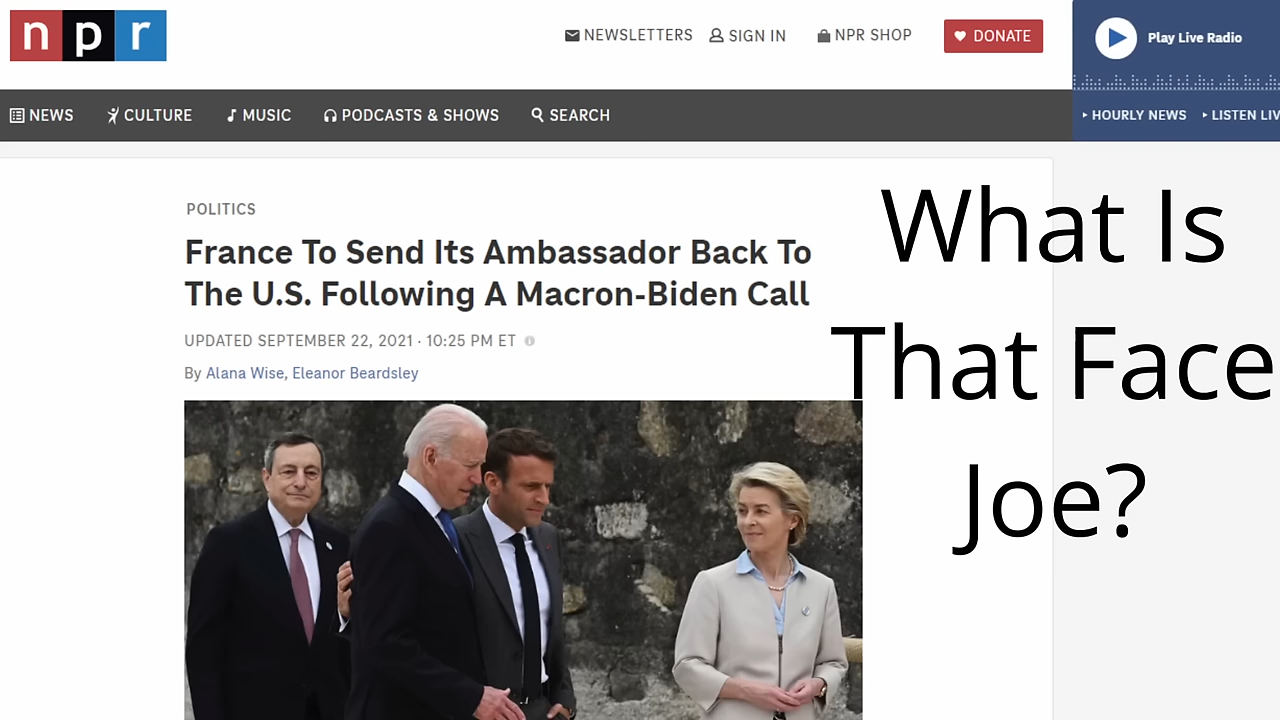 npr
NEWSLETTERS SIGN IN NPR SHOP DONATE
Play Live Radio
NEWS CULTURE MUSIC PODCASTS & SHOWS SEARCH
HOURLY NEWS LISTEN LIV
POLITICS
France To Send Its Ambassador Back To
The U.S. Following A Macron-Biden Call
UPDATED SEPTEMBER 22, 2021 · 10:25 PM ET
By Alana Wise, Eleanor Beardsley
What Is
That Face
Joe?